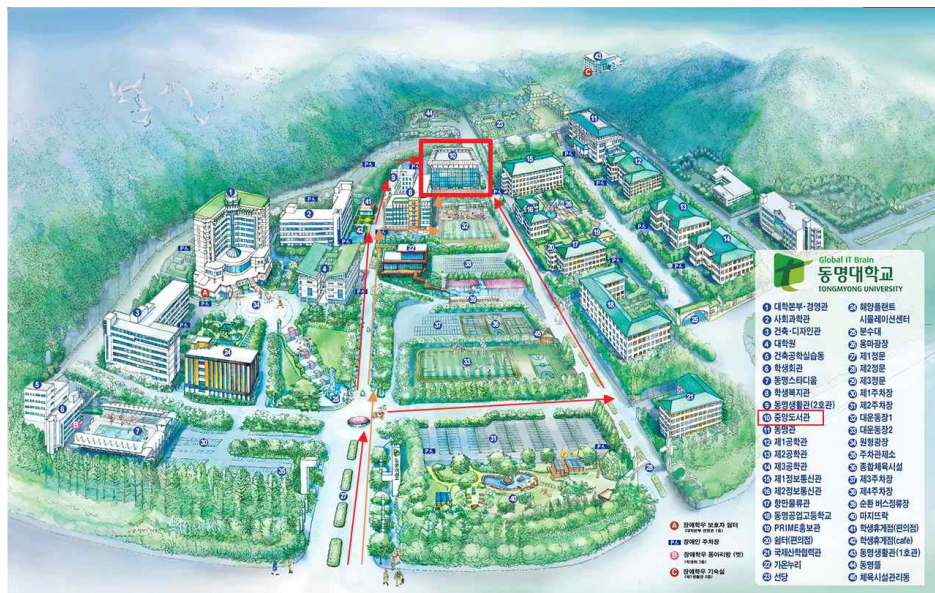 Global IT Brain
동명대학교
TONGMYONG UNIVERSITY
1 대학본부·경영관
2 사회과학관
3 건축·디자인관
4 대학원
5 건축공학실습동
6 학생회관
7 동명스타디움
8 학생복지관
9 동명생활관(2호관)
10 중앙도서관
11 동명관
12 제1공학관
13 제2공학관
14 제3공학관
15 제1정보통신관
16 제2정보통신관
17 항만물류관
18 동명공업고등학교
19 PRIME홍보관
20 쉼터(편의점)
21 국제산학협력관
22 가온누리
23 선당
24 해양플랜트
시뮬레이션센터
25 분수대
26 용마광장
27 제1정문
28 제2정문
29 제3정문
30 제1주차장
31 제2주차장
32 대운동장1
33 대운동장2
34 원형광장
35 주차관제소
36 종합체육시설
37 제3주차장
38 제4주차장
39 순환 버스정류장
40 마지뜨락
41 학생휴게점(편의점)
42 학생휴게점(cafe)
43 동명생활관(1호관)
44 동명뜰
45 체육시설관리동
A 장애학우 보호자 쉼터
장애인 주차장
B 장애학우 동아리방 (벗)
C 장애학우 기숙실